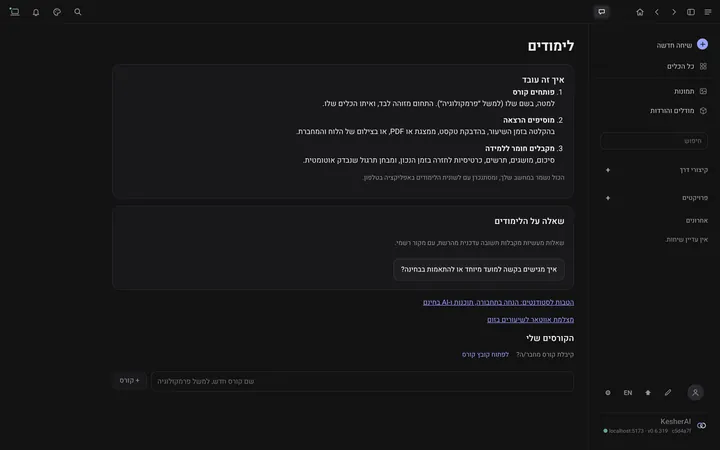 שיחה חדשה
כל הכלים
תמונות
מודלים והורדות
חיפוש
קיצורי דרך
+
פרויקטים
+
אחרונים
אין עדיין שיחות.
EN
KesherAI
localhost:5173 · v0.6.319 · c5d4a7f
לימודים
איך זה עובד
1. פותחים קורס
למטה, בשם שלו (למשל "פרמקולוגיה"). התחום מזוהה לבד, ואיתו הכלים שלו.
2. מוסיפים הרצאה
בהקלטה בזמן השיעור, בהדבקת טקסט, ממצגת או PDF, או בצילום של הלוח והמחברת.
3. מקבלים חומר ללמידה
סיכום, מושגים, תרשים, כרטיסיות לחזרה בזמן הנכון, ומבחן תרגול שנבדק אוטומטית.
הכול נשמר במחשב שלך, ומסתנכרן עם לשונית הלימודים באפליקציה בטלפון.
שאלה על הלימודים
שאלות מעשיות מקבלות תשובה עדכנית מהרשת, עם מקור רשמי.
איך מגישים בקשה למועד מיוחד או להתאמות בבחינה?
הטבות לסטודנטים: הנחה בתחבורה, תוכנות ו-AI בחינם
מצלמת אווטאר לשיעורים בזום
הקורסים שלי
קיבלת קורס מחבר/ה? לפתוח קובץ קורס
שם קורס חדש, למשל פרמקולוגיה
+ קורס